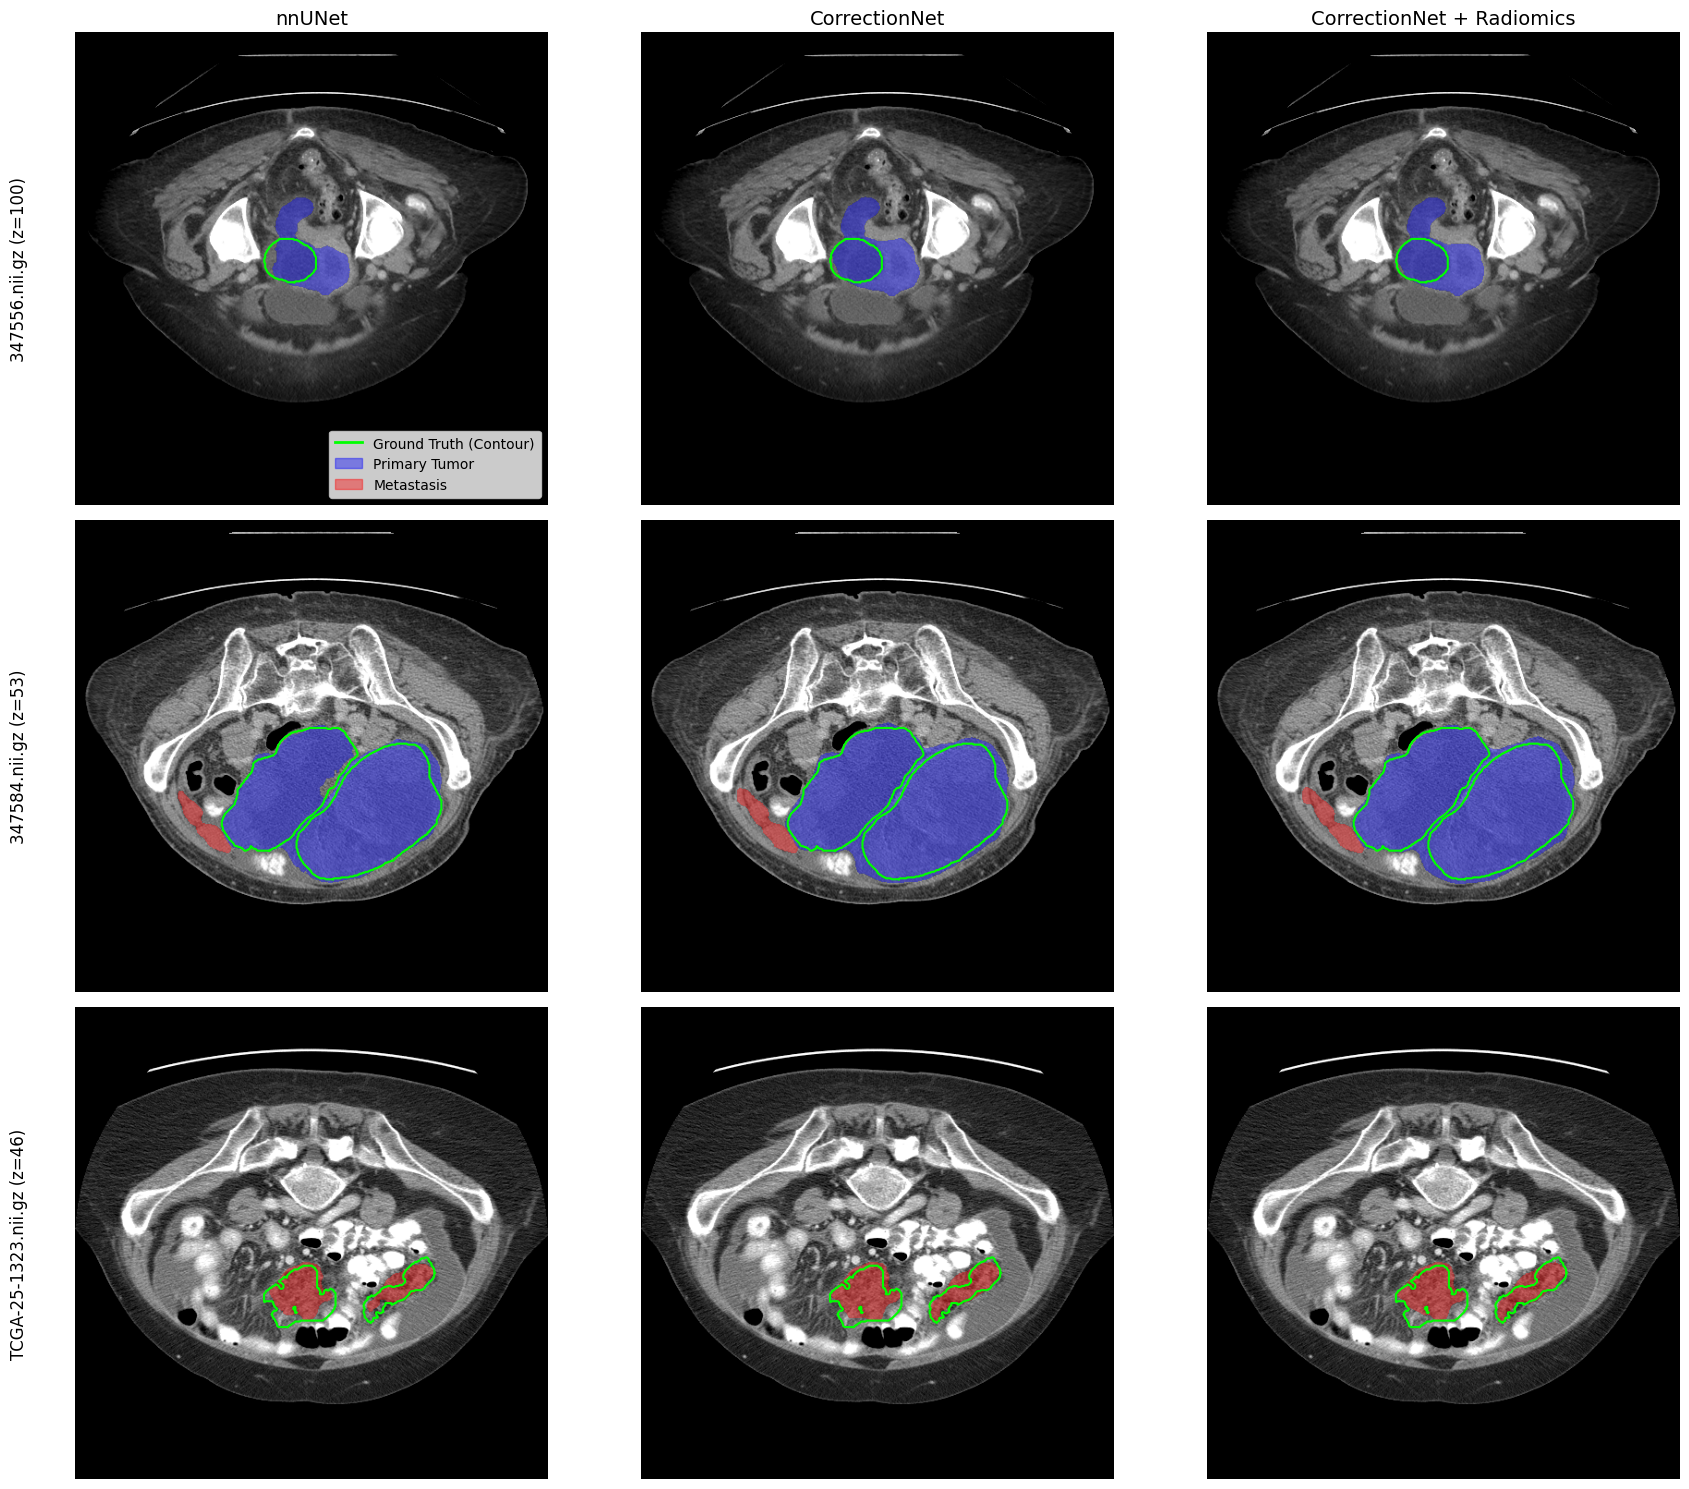 nnUNet
CorrectionNet
CorrectionNet + Radiomics
347556.nii.gz (z=100)
Ground Truth (Contour)
Primary Tumor
Metastasis
347584.nii.gz (z=53)
TCGA-25-1323.nii.gz (z=46)